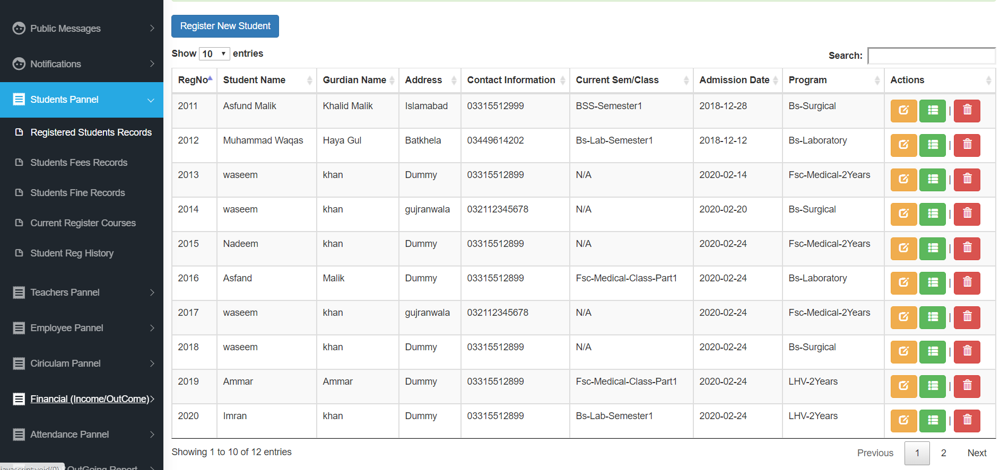 Public Messages
Notifications
Students Pannel
Registered Students Records
Students Fees Records
Students Fine Records
Current Register Courses
Student Reg History
Teachers Pannel
Employee Pannel
Ciriculam Pannel
Financial (Income/OutCome)
Attendance Pannel
OutGoing Report
javascript:void(0)
Register New Student
Show 10 entries
Search:
RegNo Student Name Gurdian Name Address Contact Information Current Sem/Class Admission Date Program Actions
2011 Asfund Malik Khalid Malik Islamabad 03315512999 BSS-Semester1 2018-12-28 Bs-Surgical |
2012 Muhammad Waqas Haya Gul Batkhela 03449614202 Bs-Lab-Semester1 2018-12-12 Bs-Laboratory |
2013 waseem khan Dummy 03315512899 N/A 2020-02-14 Fsc-Medical-2Years |
2014 waseem khan gujranwala 032112345678 N/A 2020-02-20 Bs-Surgical |
2015 Nadeem khan Dummy 03315512899 N/A 2020-02-24 Fsc-Medical-2Years |
2016 Asfand Malik Dummy 03315512899 Fsc-Medical-Class-Part1 2020-02-24 Bs-Laboratory |
2017 waseem khan gujranwala 032112345678 N/A 2020-02-24 Fsc-Medical-2Years |
2018 waseem khan Dummy 03315512899 N/A 2020-02-24 Bs-Surgical |
2019 Ammar Ammar Dummy 03315512899 Fsc-Medical-Class-Part1 2020-02-24 LHV-2Years |
2020 Imran khan Dummy 03315512899 Bs-Lab-Semester1 2020-02-24 LHV-2Years |
Showing 1 to 10 of 12 entries
Previous 1 2 Next